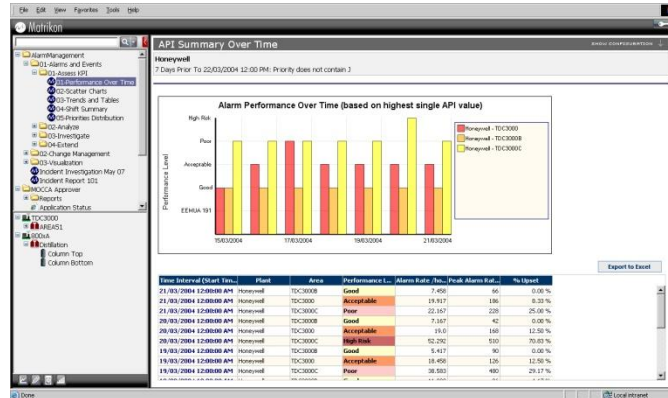 File Edit View Favorites Tools Help
Matrikon
API Summary Over Time
SHOW CONFIGURATION
Honeywell
7 Days Prior To 22/03/2004 12:00 PM: Priority does not contain J
AlarmManagement
01-Alarms and Events
01-Assess KPI
01-Performance Over Time
02-Scatter Charts
03-Trends and Tables
04-Shift Summary
05-Priorities Distribution
02-Analyze
03-Investigate
04-Extend
02-Change Management
03-Visualization
Incident Investigation May 07
Incident Report 101
MOCCA Approver
Reports
Application Status
TDC3000
AREA51
800xA
Distillation
Column Top
Column Bottom
Alarm Performance Over Time (based on highest single API value)
Performance Level
High Risk
Poor
Acceptable
Good
EEMUA 191
15/03/2004 17/03/2004 19/03/2004 21/03/2004
Honeywell - TDC3000
Honeywell - TDC3000B
Honeywell - TDC3000C
Export to Excel
Time Interval (Start Tim... Plant Area Performance L... Alarm Rate /ho... Peak Alarm Rat... % Upset
21/03/2004 12:00:00 AM Honeywell TDC3000B Good 7.458 66 0.00 %
21/03/2004 12:00:00 AM Honeywell TDC3000 Acceptable 19.917 186 8.33 %
21/03/2004 12:00:00 AM Honeywell TDC3000C Poor 22.167 228 25.00 %
20/03/2004 12:00:00 AM Honeywell TDC3000B Good 7.167 42 0.00 %
20/03/2004 12:00:00 AM Honeywell TDC3000 Acceptable 19.0 168 12.50 %
20/03/2004 12:00:00 AM Honeywell TDC3000C High Risk 52.292 510 70.83 %
19/03/2004 12:00:00 AM Honeywell TDC3000B Good 5.417 90 0.00 %
19/03/2004 12:00:00 AM Honeywell TDC3000 Acceptable 18.458 126 12.50 %
19/03/2004 12:00:00 AM Honeywell TDC3000C Poor 38.583 480 29.17 %
Done
Local intranet